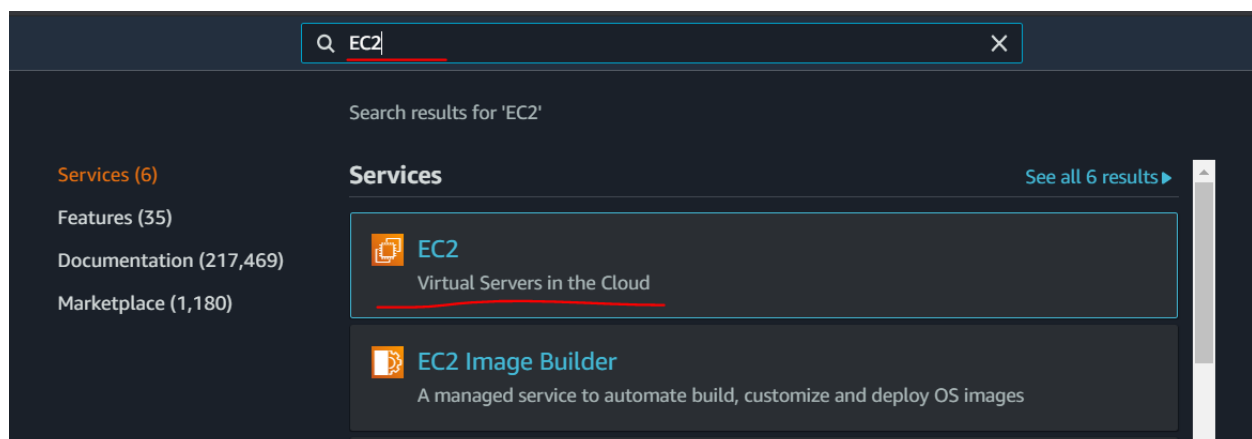 EC2
Search results for 'EC2'
Services (6)
Features (35)
Documentation (217,469)
Marketplace (1,180)
Services
See all 6 results
EC2
Virtual Servers in the Cloud
EC2 Image Builder
A managed service to automate build, customize and deploy OS images